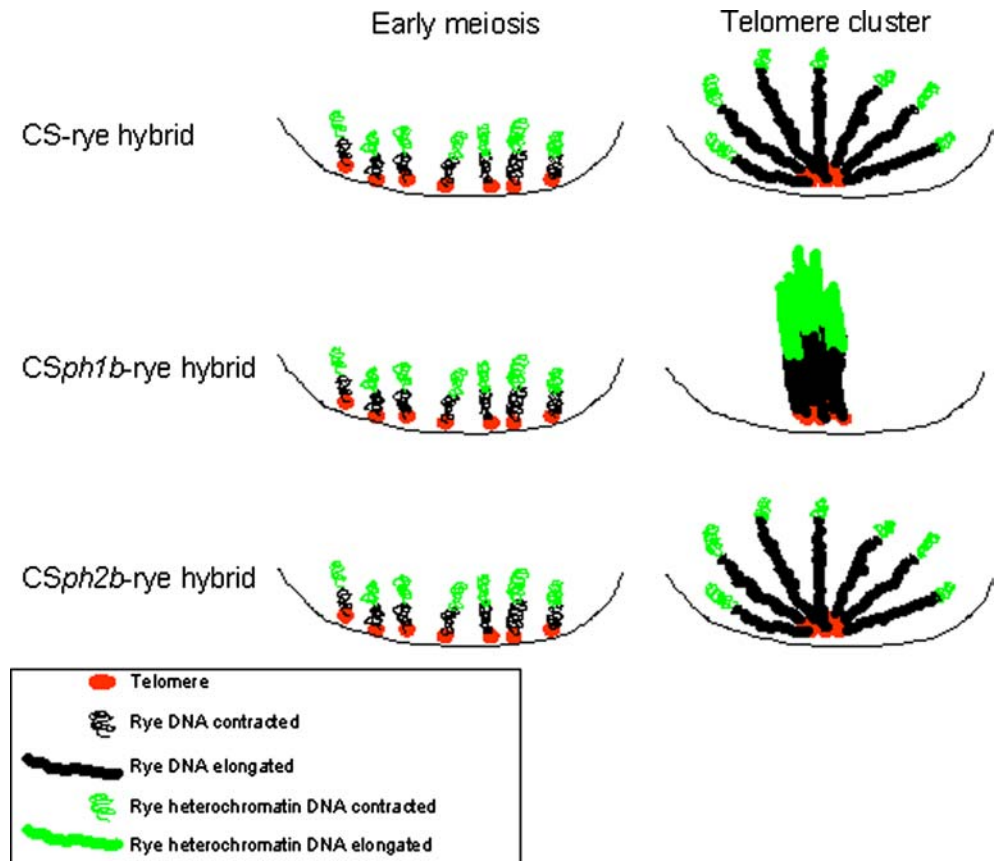 Early meiosis
Telomere cluster
CS-rye hybrid
CSph1b-rye hybrid
CSph2b-rye hybrid
Telomere
Rye DNA contracted
Rye DNA elongated
Rye heterochromatin DNA contracted
Rye heterochromatin DNA elongated